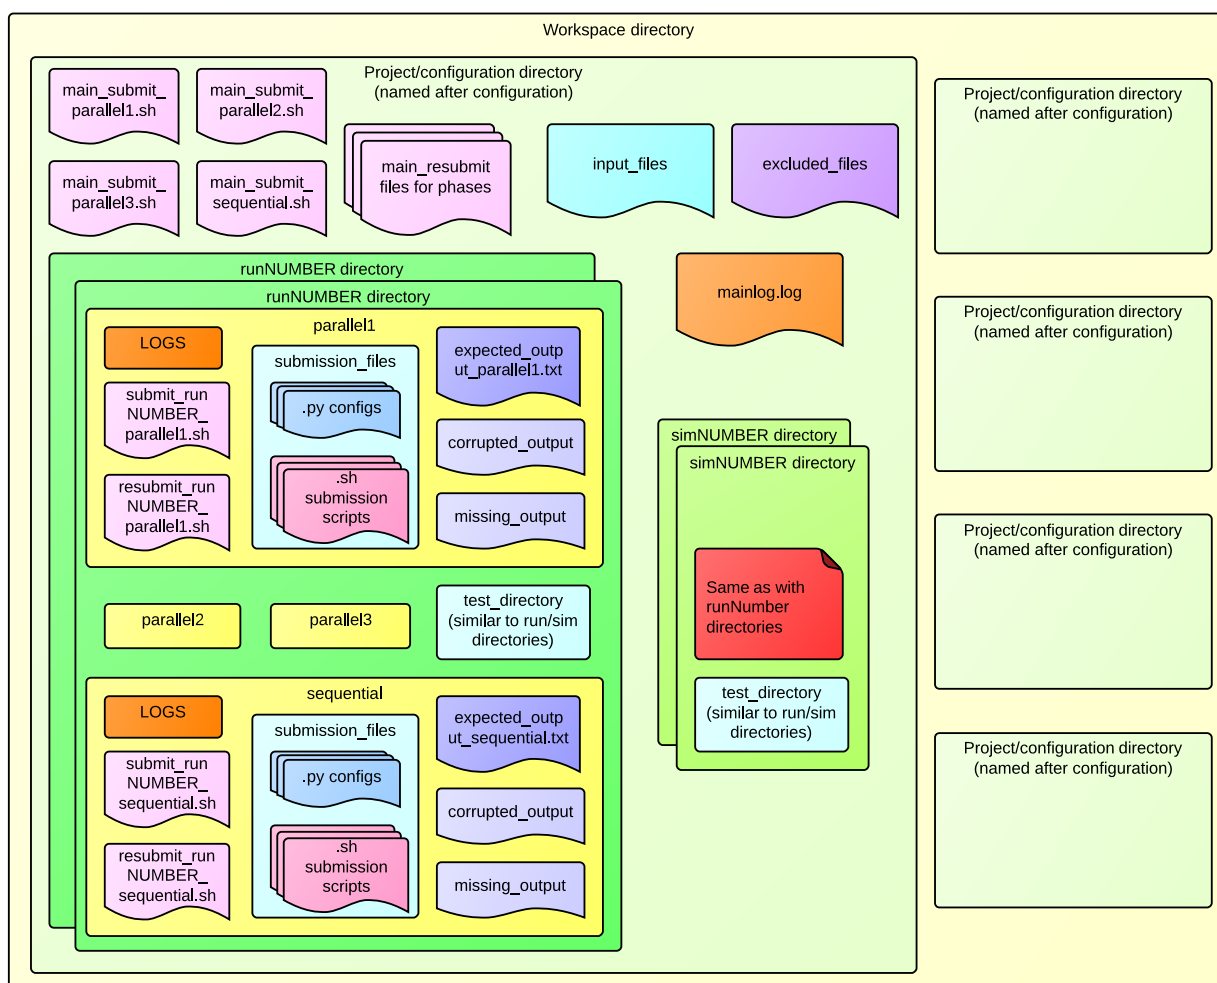 Workspace directory
Project/configuration directory
(named after configuration)
main_submit_
parallel1.sh
main_submit_
parallel2.sh
main_submit_
parallel3.sh
main_submit_
sequential.sh
main_resubmit
files for phases
input_files
excluded_files
mainlog.log
runNUMBER directory
runNUMBER directory
parallel1
LOGS
submit_run
NUMBER_
parallel1.sh
resubmit_run
NUMBER_
parallel1.sh
submission_files
.py configs
.sh
submission
scripts
expected_outp
ut_parallel1.txt
corrupted_output
missing_output
parallel2
parallel3
test_directory
(similar to run/sim
directories)
sequential
LOGS
submit_run
NUMBER_
sequential.sh
resubmit_run
NUMBER_
sequential.sh
submission_files
.py configs
.sh
submission
scripts
expected_outp
ut_sequential.txt
corrupted_output
missing_output
simNUMBER directory
simNUMBER directory
Same as with
runNumber
directories
test_directory
(similar to run/sim
directories)
Project/configuration directory
(named after configuration)
Project/configuration directory
(named after configuration)
Project/configuration directory
(named after configuration)
Project/configuration directory
(named after configuration)